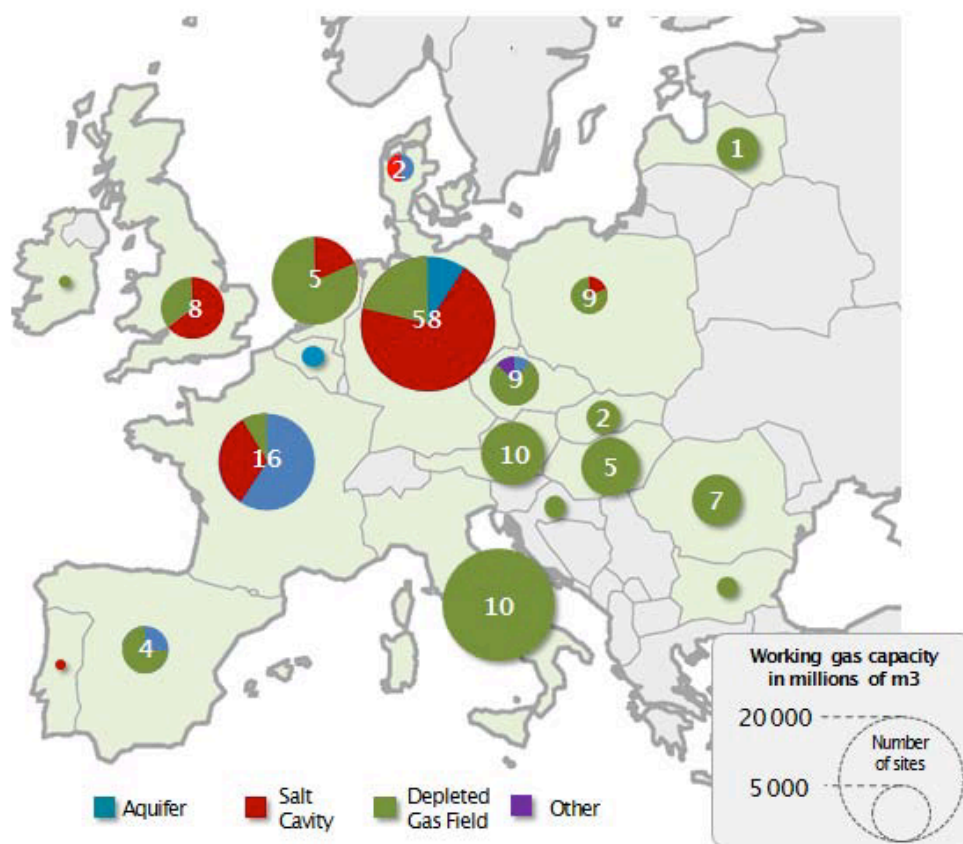 1
2
5
8
58
9
9
2
16
10
5
7
10
4
Working gas capacity
in millions of m3
20 000
Number
of sites
5 000
Aquifer
Salt
Cavity
Depleted
Gas Field
Other